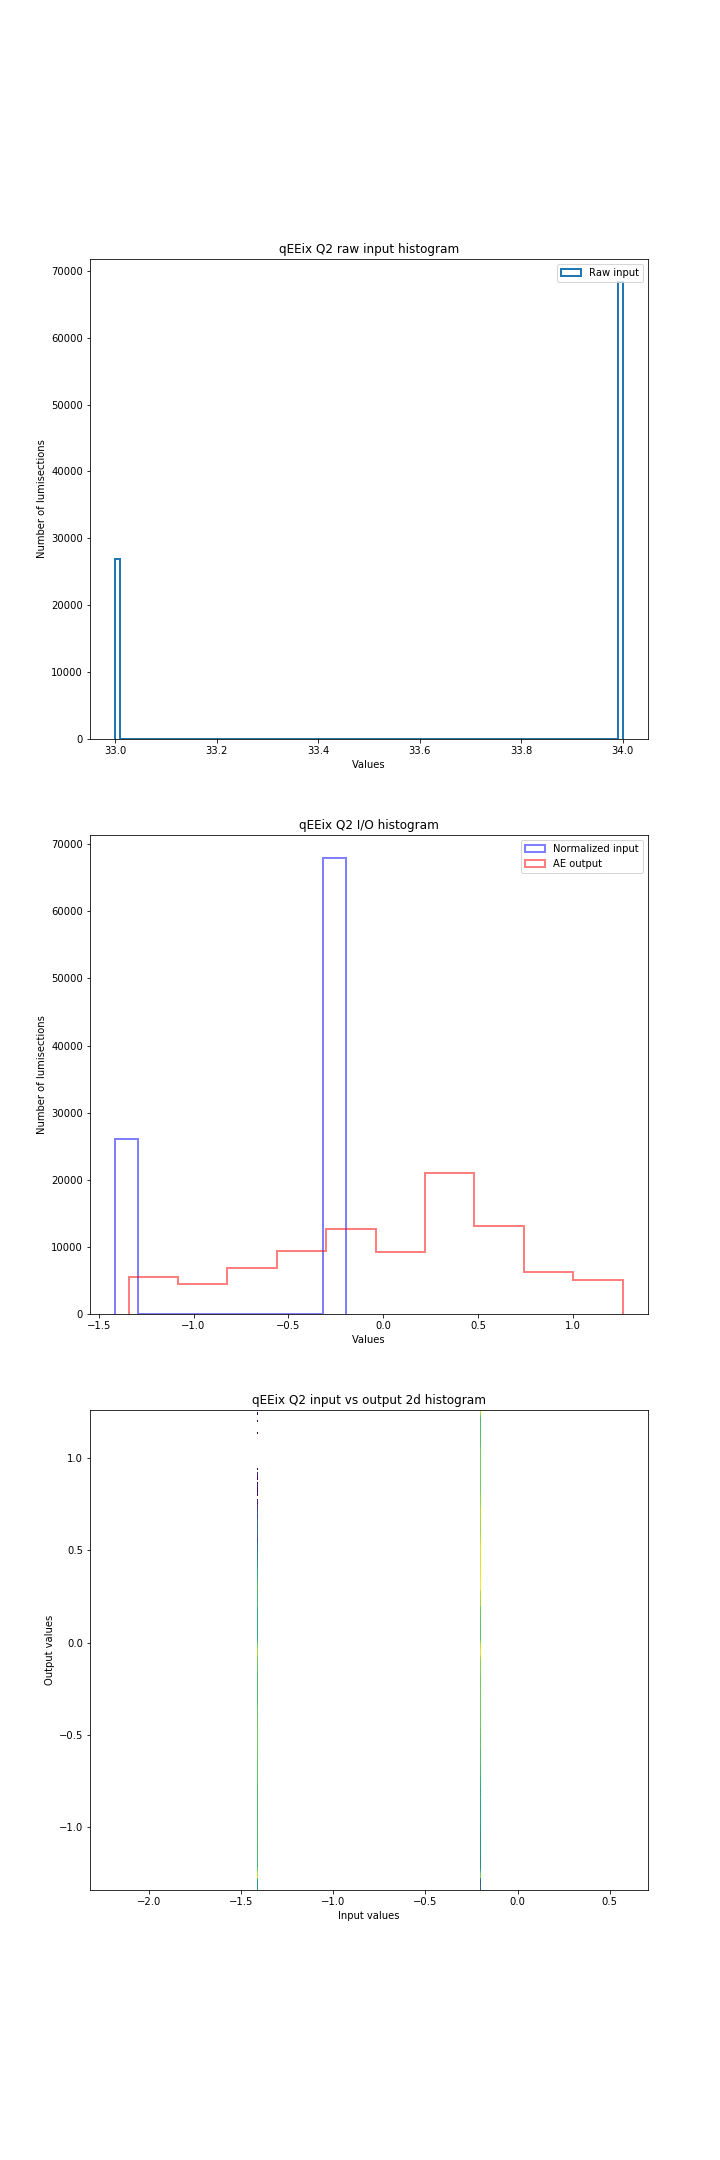 qEEix Q2 raw input histogram
Raw input
70000
60000
50000
40000
30000
20000
10000
0
Number of lumisections
33.0 33.2 33.4 33.6 33.8 34.0
Values
qEEix Q2 I/O histogram
Normalized input
AE output
70000
60000
50000
40000
30000
20000
10000
0
Number of lumisections
−1.5 −1.0 −0.5 0.0 0.5 1.0
Values
qEEix Q2 input vs output 2d histogram
1.0
0.5
0.0
−0.5
−1.0
Output values
−2.0 −1.5 −1.0 −0.5 0.0 0.5
Input values